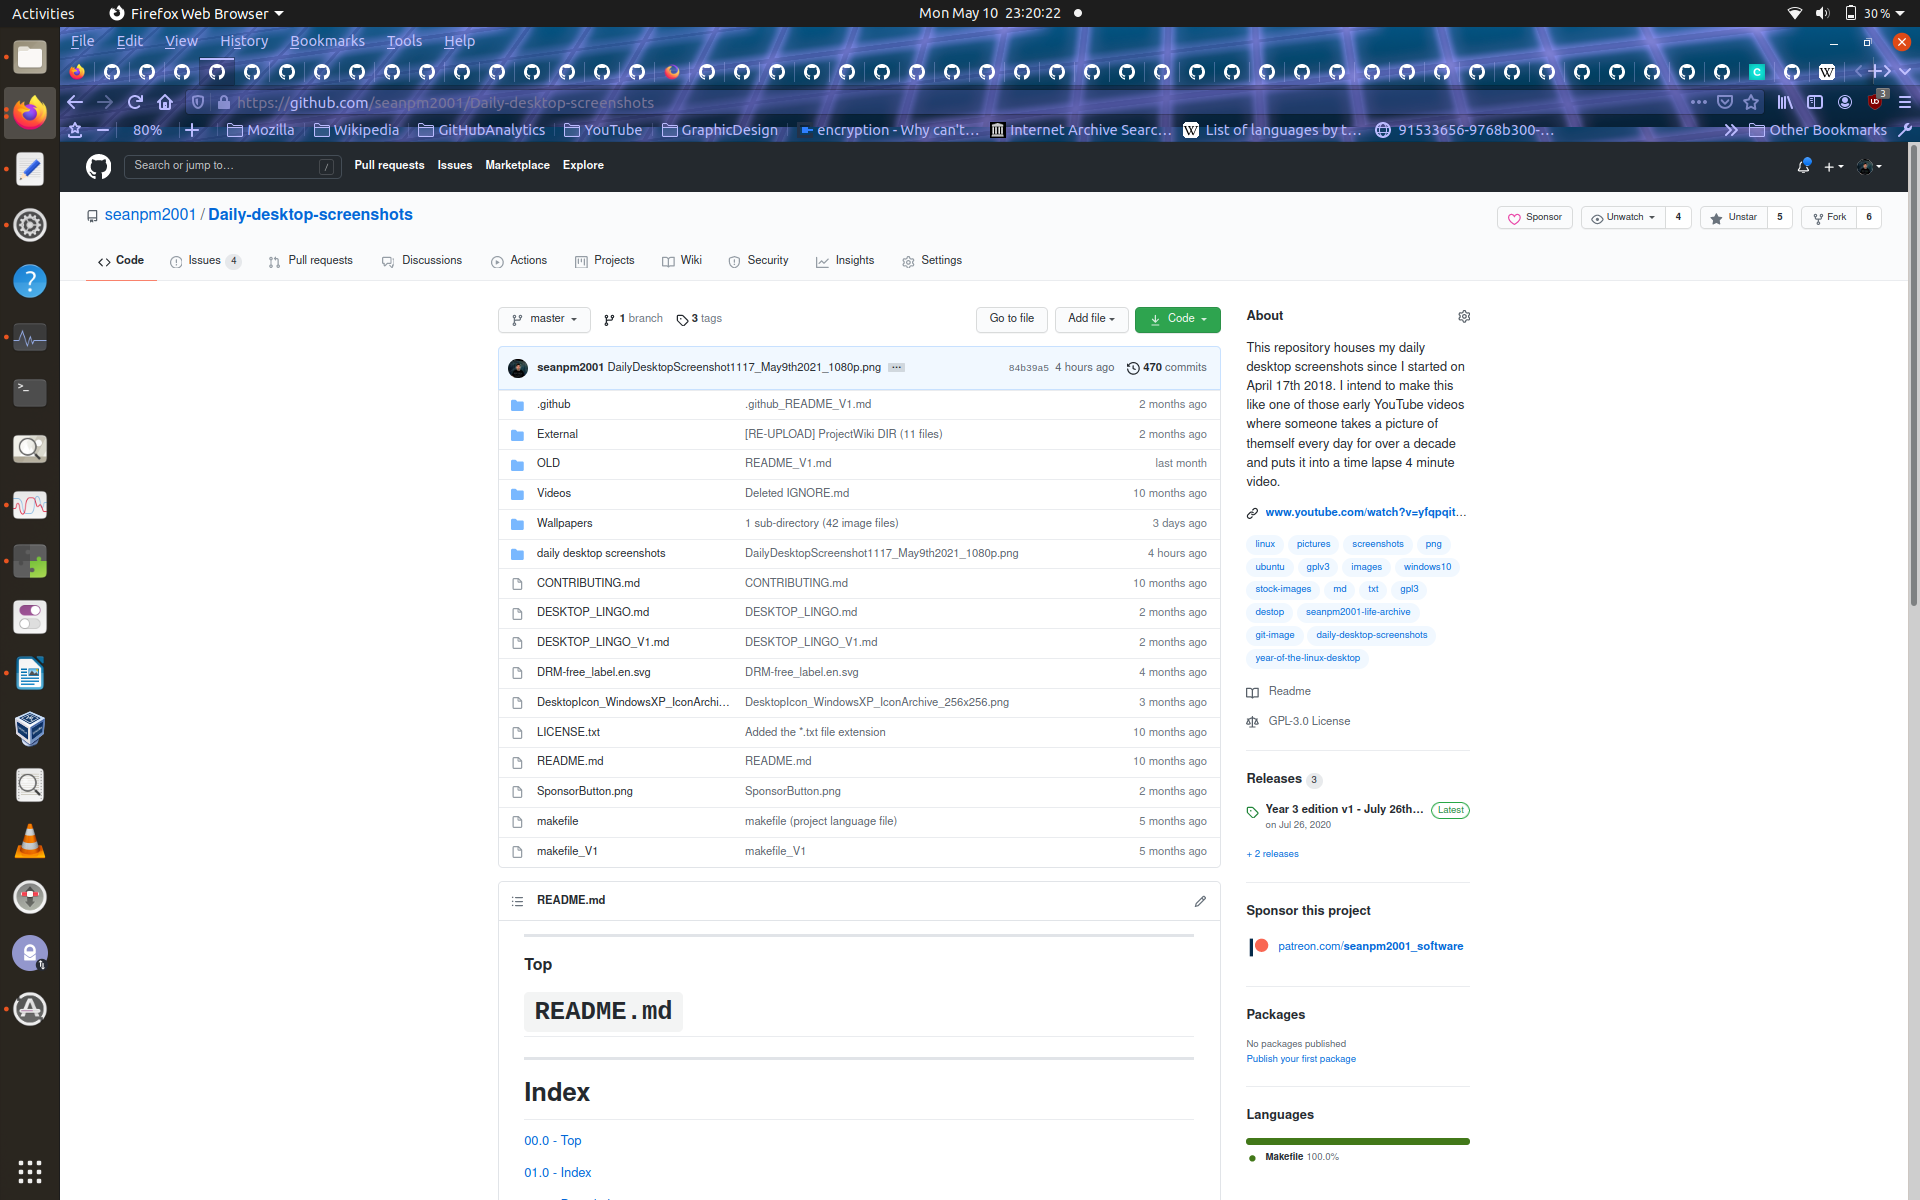 Activities Firefox Web Browser Mon May 10 23:20:22 30 %
File Edit View History Bookmarks Tools Help
https://github.com/seanpm2001/Daily-desktop-screenshots 3
80% Mozilla Wikipedia GitHubAnalytics YouTube GraphicDesign encryption - Why can't... Internet Archive Searc... List of languages by t... 91533656-9768b300-... Other Bookmarks
Search or jump to... / Pull requests Issues Marketplace Explore
seanpm2001 / Daily-desktop-screenshots Sponsor Unwatch 4 Unstar 5 Fork 6
Code Issues 4 Pull requests Discussions Actions Projects Wiki Security Insights Settings
master 1 branch 3 tags Go to file Add file Code
seanpm2001 DailyDesktopScreenshot1117_May9th2021_1080p.png ... 84b39a5 4 hours ago 470 commits
.github .github_README_V1.md 2 months ago
External [RE-UPLOAD] ProjectWiki DIR (11 files) 2 months ago
OLD README_V1.md last month
Videos Deleted IGNORE.md 10 months ago
Wallpapers 1 sub-directory (42 image files) 3 days ago
daily desktop screenshots DailyDesktopScreenshot1117_May9th2021_1080p.png 4 hours ago
CONTRIBUTING.md CONTRIBUTING.md 10 months ago
DESKTOP_LINGO.md DESKTOP_LINGO.md 2 months ago
DESKTOP_LINGO_V1.md DESKTOP_LINGO_V1.md 2 months ago
DRM-free_label.en.svg DRM-free_label.en.svg 4 months ago
DesktopIcon_WindowsXP_IconArchi... DesktopIcon_WindowsXP_IconArchive_256x256.png 3 months ago
LICENSE.txt Added the *.txt file extension 10 months ago
README.md README.md 10 months ago
SponsorButton.png SponsorButton.png 2 months ago
makefile makefile (project language file) 5 months ago
makefile_V1 makefile_V1 5 months ago
README.md
Top
README.md
Index
00.0 - Top
01.0 - Index
About
This repository houses my daily
desktop screenshots since I started on
April 17th 2018. I intend to make this
like one of those early YouTube videos
where someone takes a picture of
themself every day for over a decade
and puts it into a time lapse 4 minute
video.
www.youtube.com/watch?v=yfqpqit...
linux pictures screenshots png
ubuntu gplv3 images windows10
stock-images md txt gpl3
destop seanpm2001-life-archive
git-image daily-desktop-screenshots
year-of-the-linux-desktop
Readme
GPL-3.0 License
Releases 3
Year 3 edition v1 - July 26th... Latest
on Jul 26, 2020
+ 2 releases
Sponsor this project
patreon.com/seanpm2001_software
Packages
No packages published
Publish your first package
Languages
Makefile 100.0%